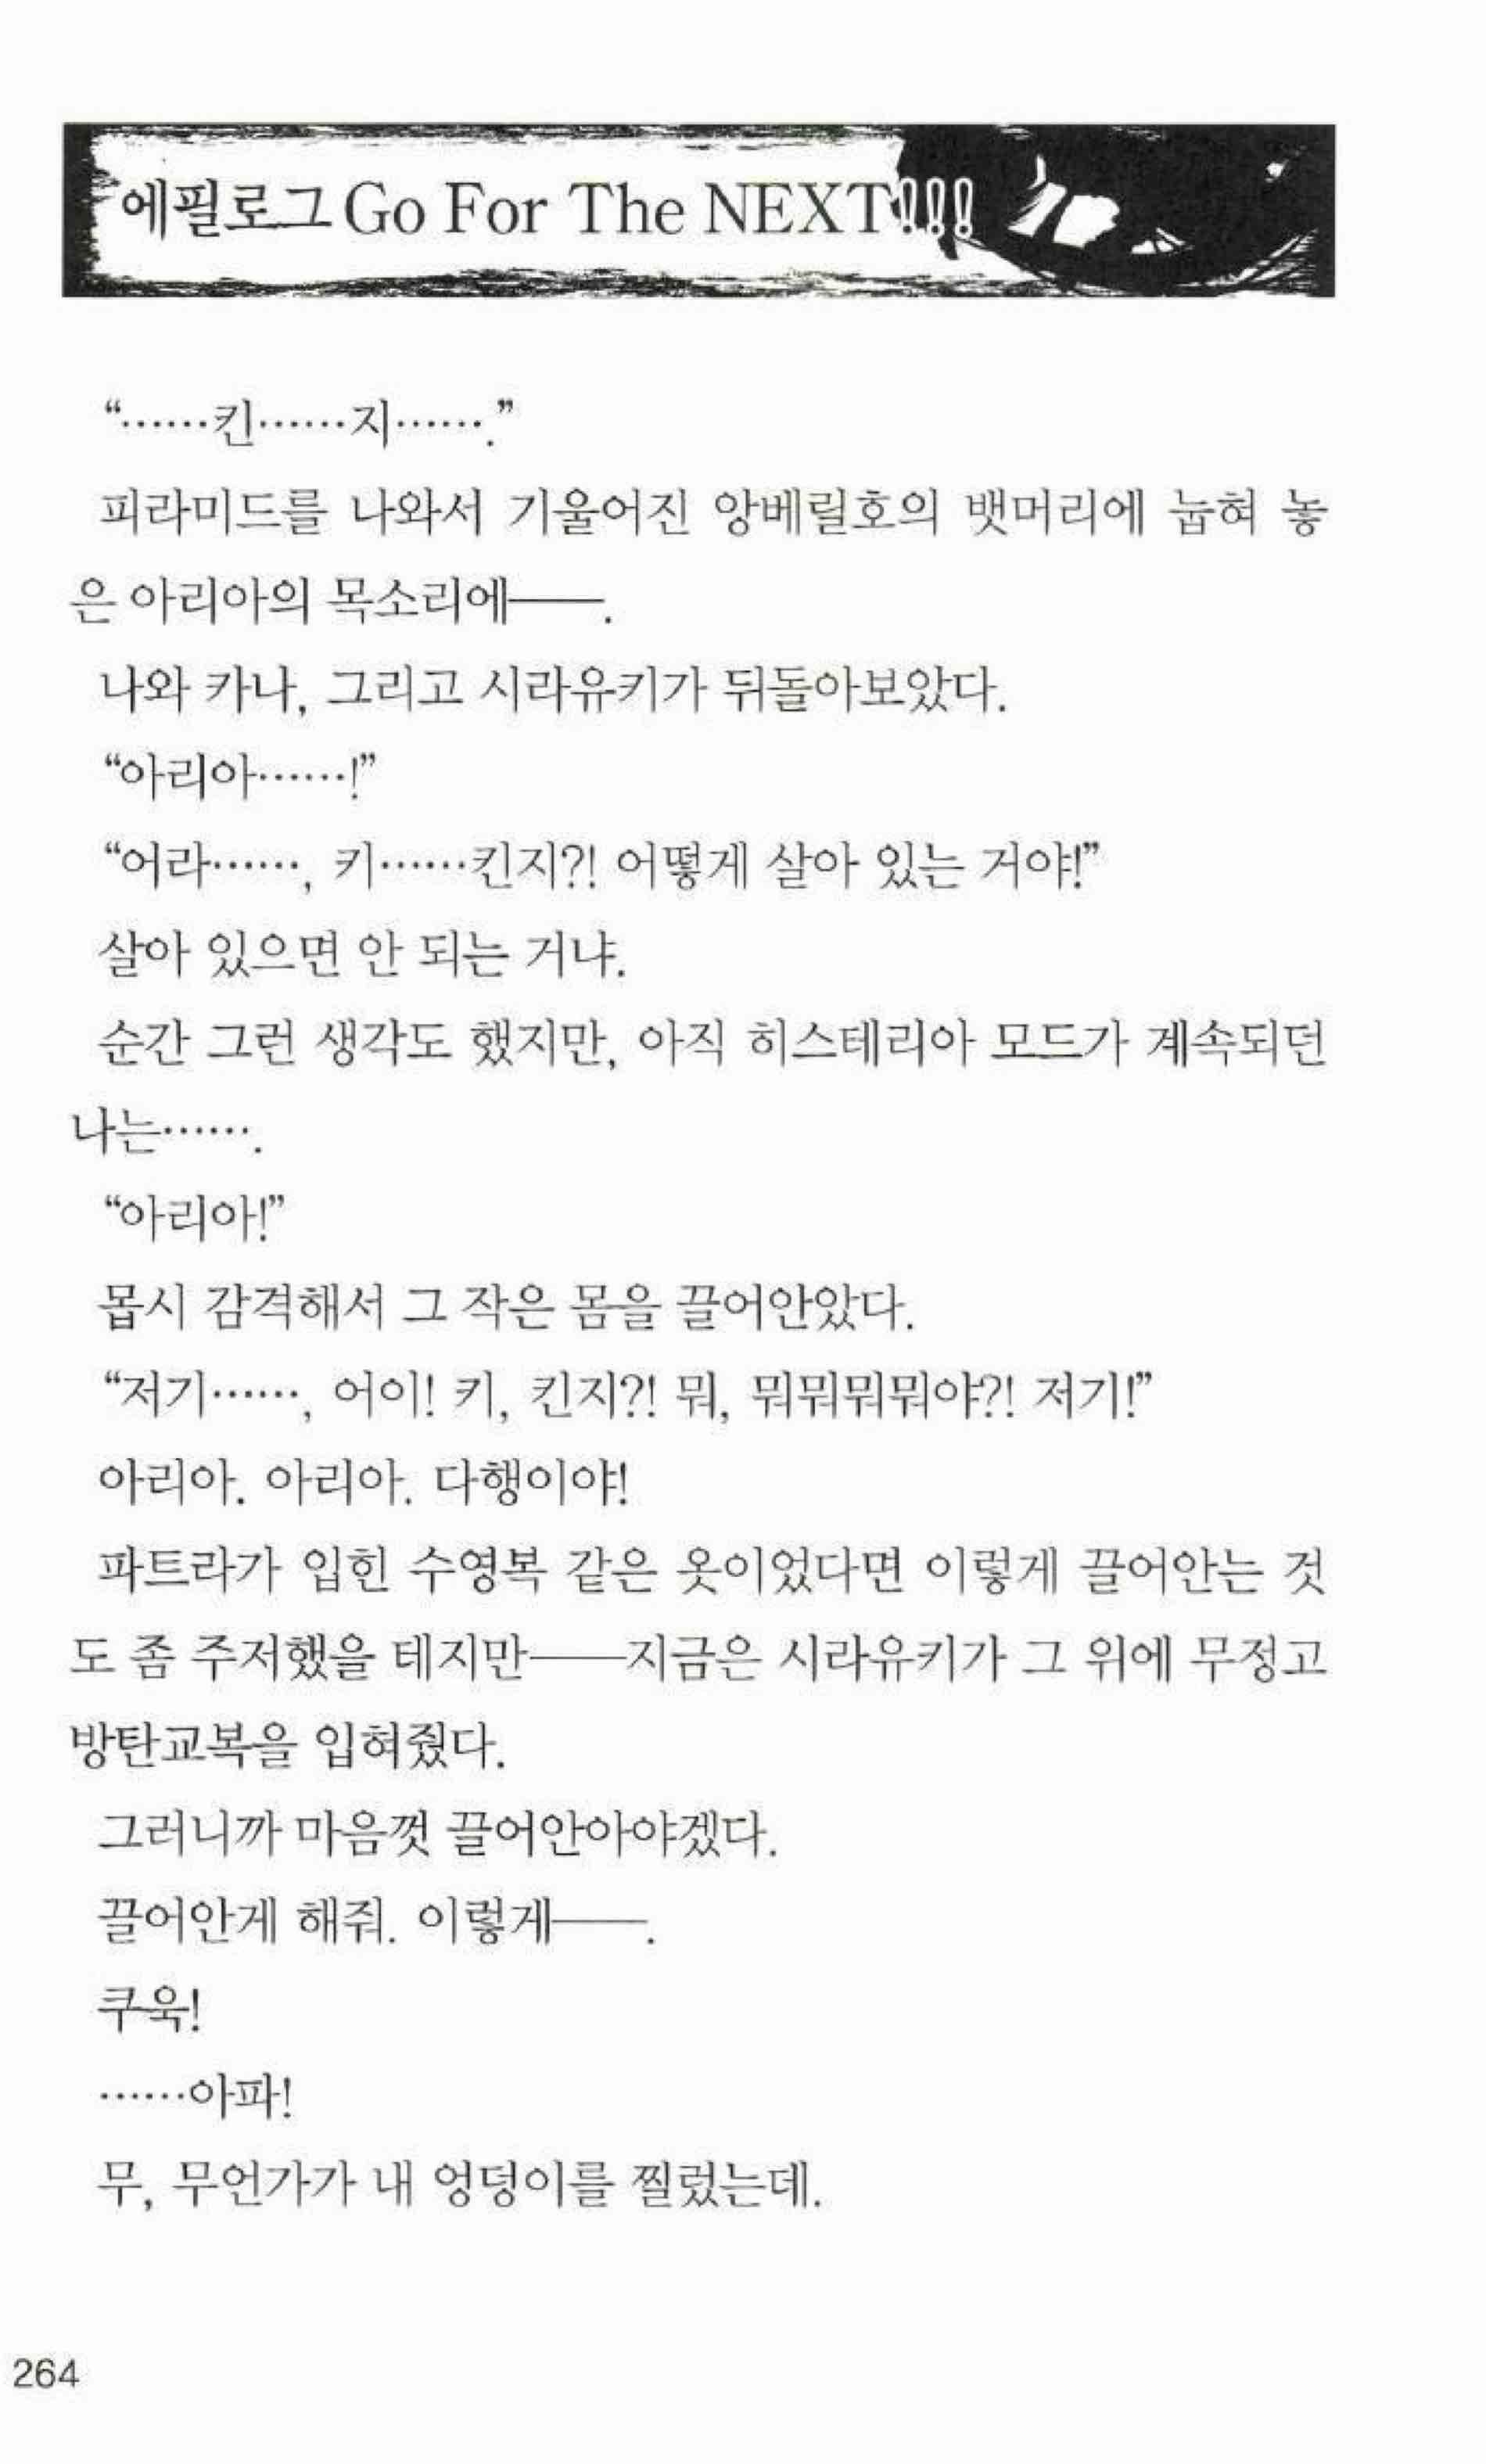 에필로그 Go For The NEXT!!!
“……킨……지…….”
피라미드를 나와서 기울어진 앙베릴호의 뱃머리에 눕혀 놓
은 아리아의 목소리에──.
나와 카나, 그리고 시라유키가 뒤돌아보았다.
“아리아……!”
“어라……, 키……킨지?! 어떻게 살아 있는 거야!”
살아 있으면 안 되는 거냐.
순간 그런 생각도 했지만, 아직 히스테리아 모드가 계속되던
나는…….
“아리아!”
몹시 감격해서 그 작은 몸을 끌어안았다.
“저기……, 어이! 키, 킨지?! 뭐, 뭐뭐뭐뭐야?! 저기!”
아리아. 아리아. 다행이야!
파트라가 입힌 수영복 같은 옷이었다면 이렇게 끌어안는 것
도 좀 주저했을 테지만──지금은 시라유키가 그 위에 무정고
방탄교복을 입혀줬다.
그러니까 마음껏 끌어안아야겠다.
끌어안게 해줘. 이렇게──.
쿠욱!
……아파!
무, 무언가가 내 엉덩이를 찔렀는데.
264